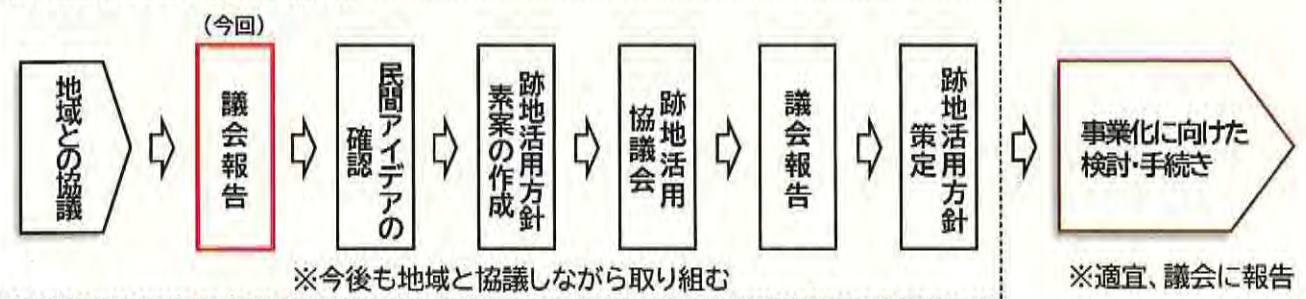 (今回)
地域との協議
議会報告
民間アイデアの
確認
跡地活用方針
素案の作成
跡地活用
協議会
議会報告
跡地活用方針
策定
事業化に向けた
検討・手続き
※今後も地域と協議しながら取り組む
※適宜、議会に報告